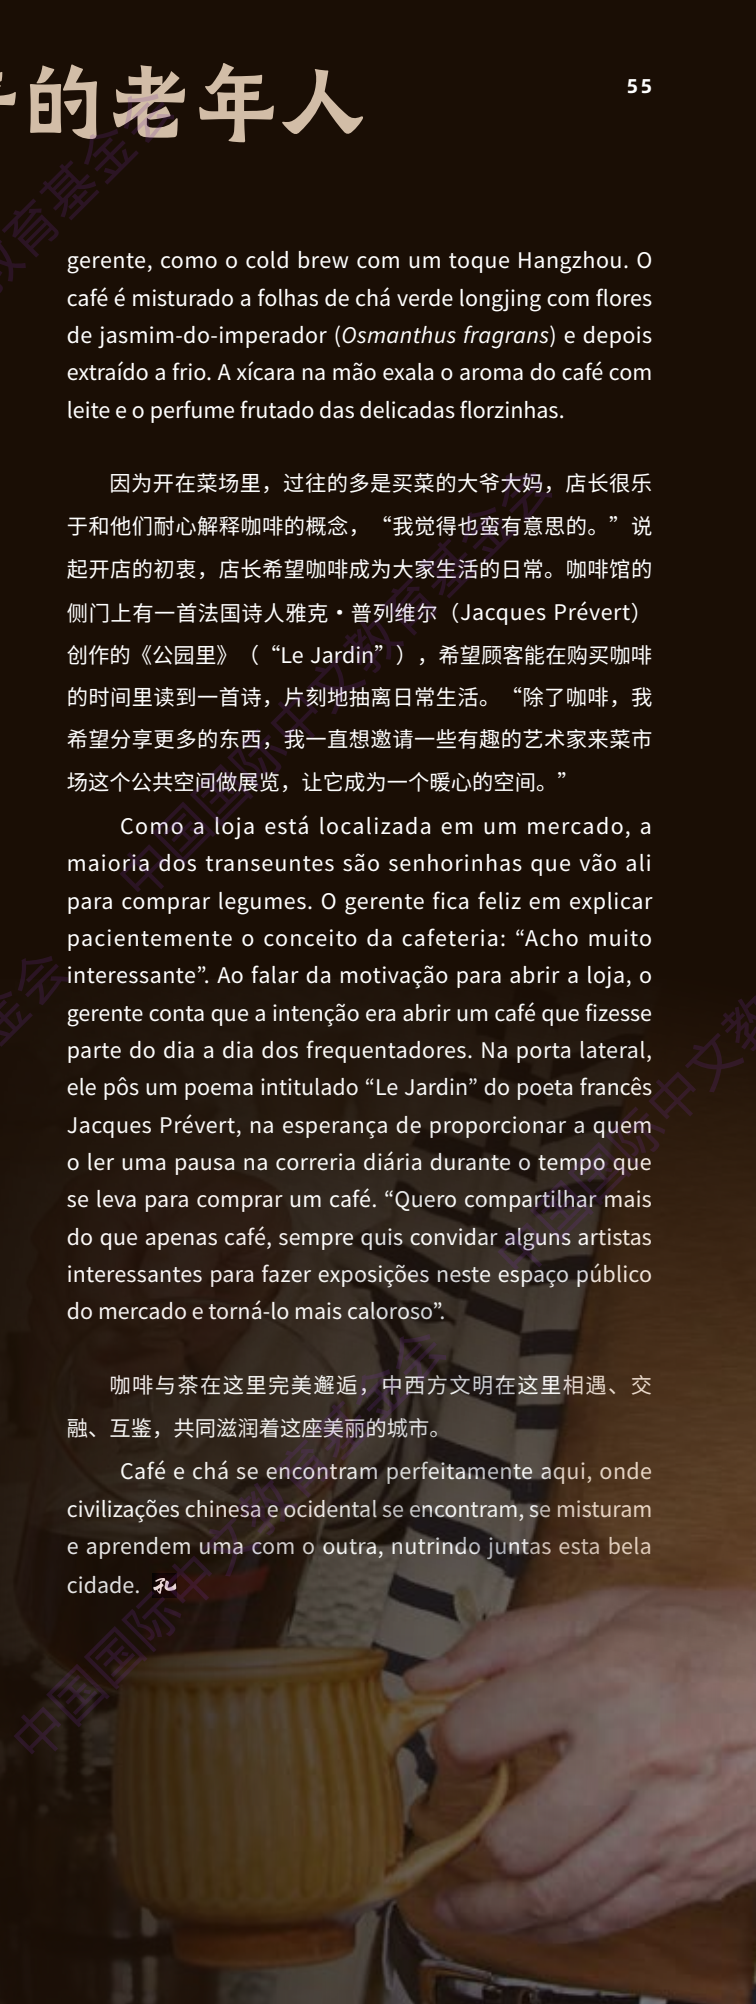 的老年人
55
gerente, como o cold brew com um toque Hangzhou. O
café é misturado a folhas de chá verde longjing com flores
de jasmim-do-imperador (Osmanthus fragrans) e depois
extraído a frio. A xícara na mão exala o aroma do café com
leite e o perfume frutado das delicadas florzinhas.
因为开在菜场里，过往的多是买菜的大爷大妈，店长很乐
于和他们耐心解释咖啡的概念，“我觉得也蛮有意思的。”说
起开店的初衷，店长希望咖啡成为大家生活的日常。咖啡馆的
侧门上有一首法国诗人雅克·普列维尔（Jacques Prévert）
创作的《公园里》（“Le Jardin”），希望顾客能在购买咖啡
的时间里读到一首诗，片刻地抽离日常生活。“除了咖啡，我
希望分享更多的东西，我一直想邀请一些有趣的艺术家来菜市
场这个公共空间做展览，让它成为一个暖心的空间。”
Como a loja está localizada em um mercado, a
maioria dos transeuntes são senhorinhas que vão ali
para comprar legumes. O gerente fica feliz em explicar
pacientemente o conceito da cafeteria: “Acho muito
interessante”. Ao falar da motivação para abrir a loja, o
gerente conta que a intenção era abrir um café que fizesse
parte do dia a dia dos frequentadores. Na porta lateral,
ele pôs um poema intitulado “Le Jardin” do poeta francês
Jacques Prévert, na esperança de proporcionar a quem
o ler uma pausa na correria diária durante o tempo que
se leva para comprar um café. “Quero compartilhar mais
do que apenas café, sempre quis convidar alguns artistas
interessantes para fazer exposições neste espaço público
do mercado e torná-lo mais caloroso”.
咖啡与茶在这里完美邂逅，中西方文明在这里相遇、交
融、互鉴，共同滋润着这座美丽的城市。
Café e chá se encontram perfeitamente aqui, onde
civilizações chinesa e ocidental se encontram, se misturam
e aprendem uma com o outra, nutrindo juntas esta bela
cidade. 孔
中国国际中文教育基金会